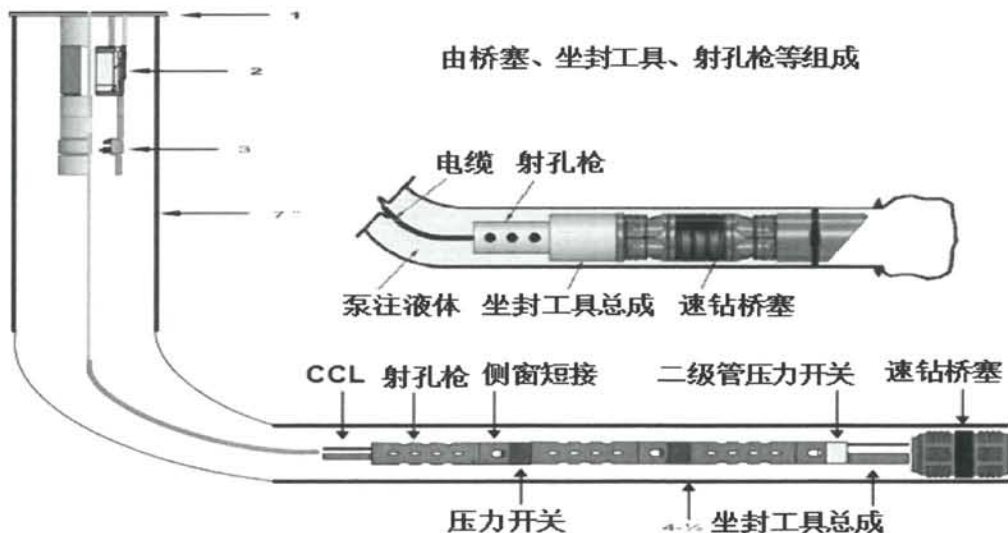 1
2
由桥塞、坐封工具、射孔枪等组成
3
电缆 射孔枪
7"
泵注液体 坐封工具总成 速钻桥塞
CCL 射孔枪 侧窗短接 二级管压力开关 速钻桥塞
压力开关 4-½ 坐封工具总成